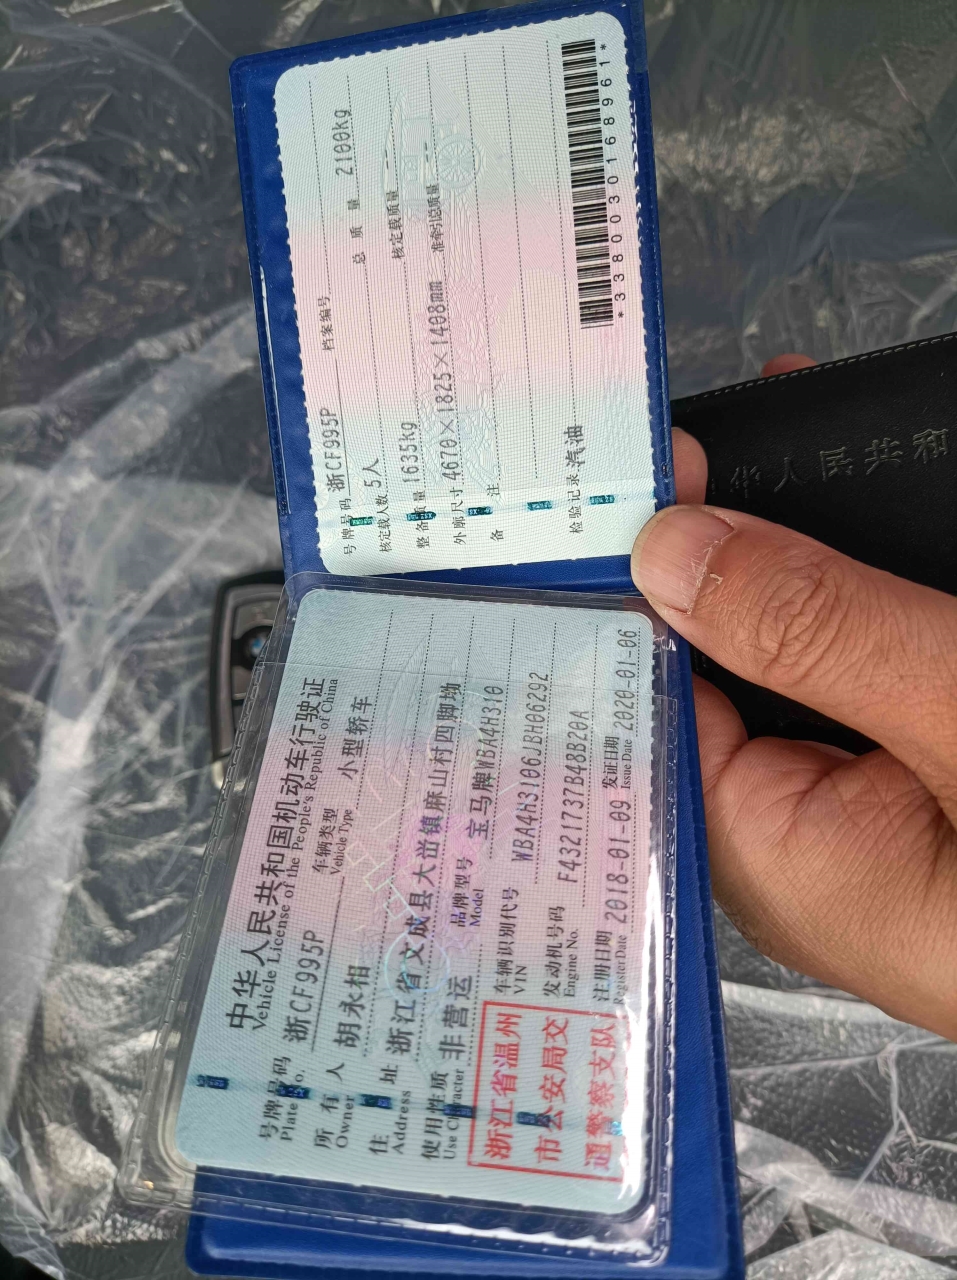 中华人民共和国机动车行驶证
Vehicle License of the People's Republic of China
号牌号码 浙CF995P 车辆类型 小型轿车
Plate No. Vehicle Type
所有人 胡永相
Owner
住址 浙江省文成县大峃镇麻山村四脚坳
Address
使用性质 非营运 品牌型号 宝马牌WBA4H310
Use Character Model
浙江省温州
市公安局交
通警察支队
车辆识别代号 WBA4H3106JBH06292
VIN
发动机号码 F4321737B48B20A
Engine No.
注册日期 2018-01-09 发证日期 2020-01-06
Register Date Issue Date
号牌号码 浙CF995P 档案编号
核定载人数 5人 总质量 2100kg
整备质量 1635kg 核定载质量
外廓尺寸 4670×1825×1408mm 准牵引总质量
备注
检验记录 汽油
*3380030168961*
华人民共和